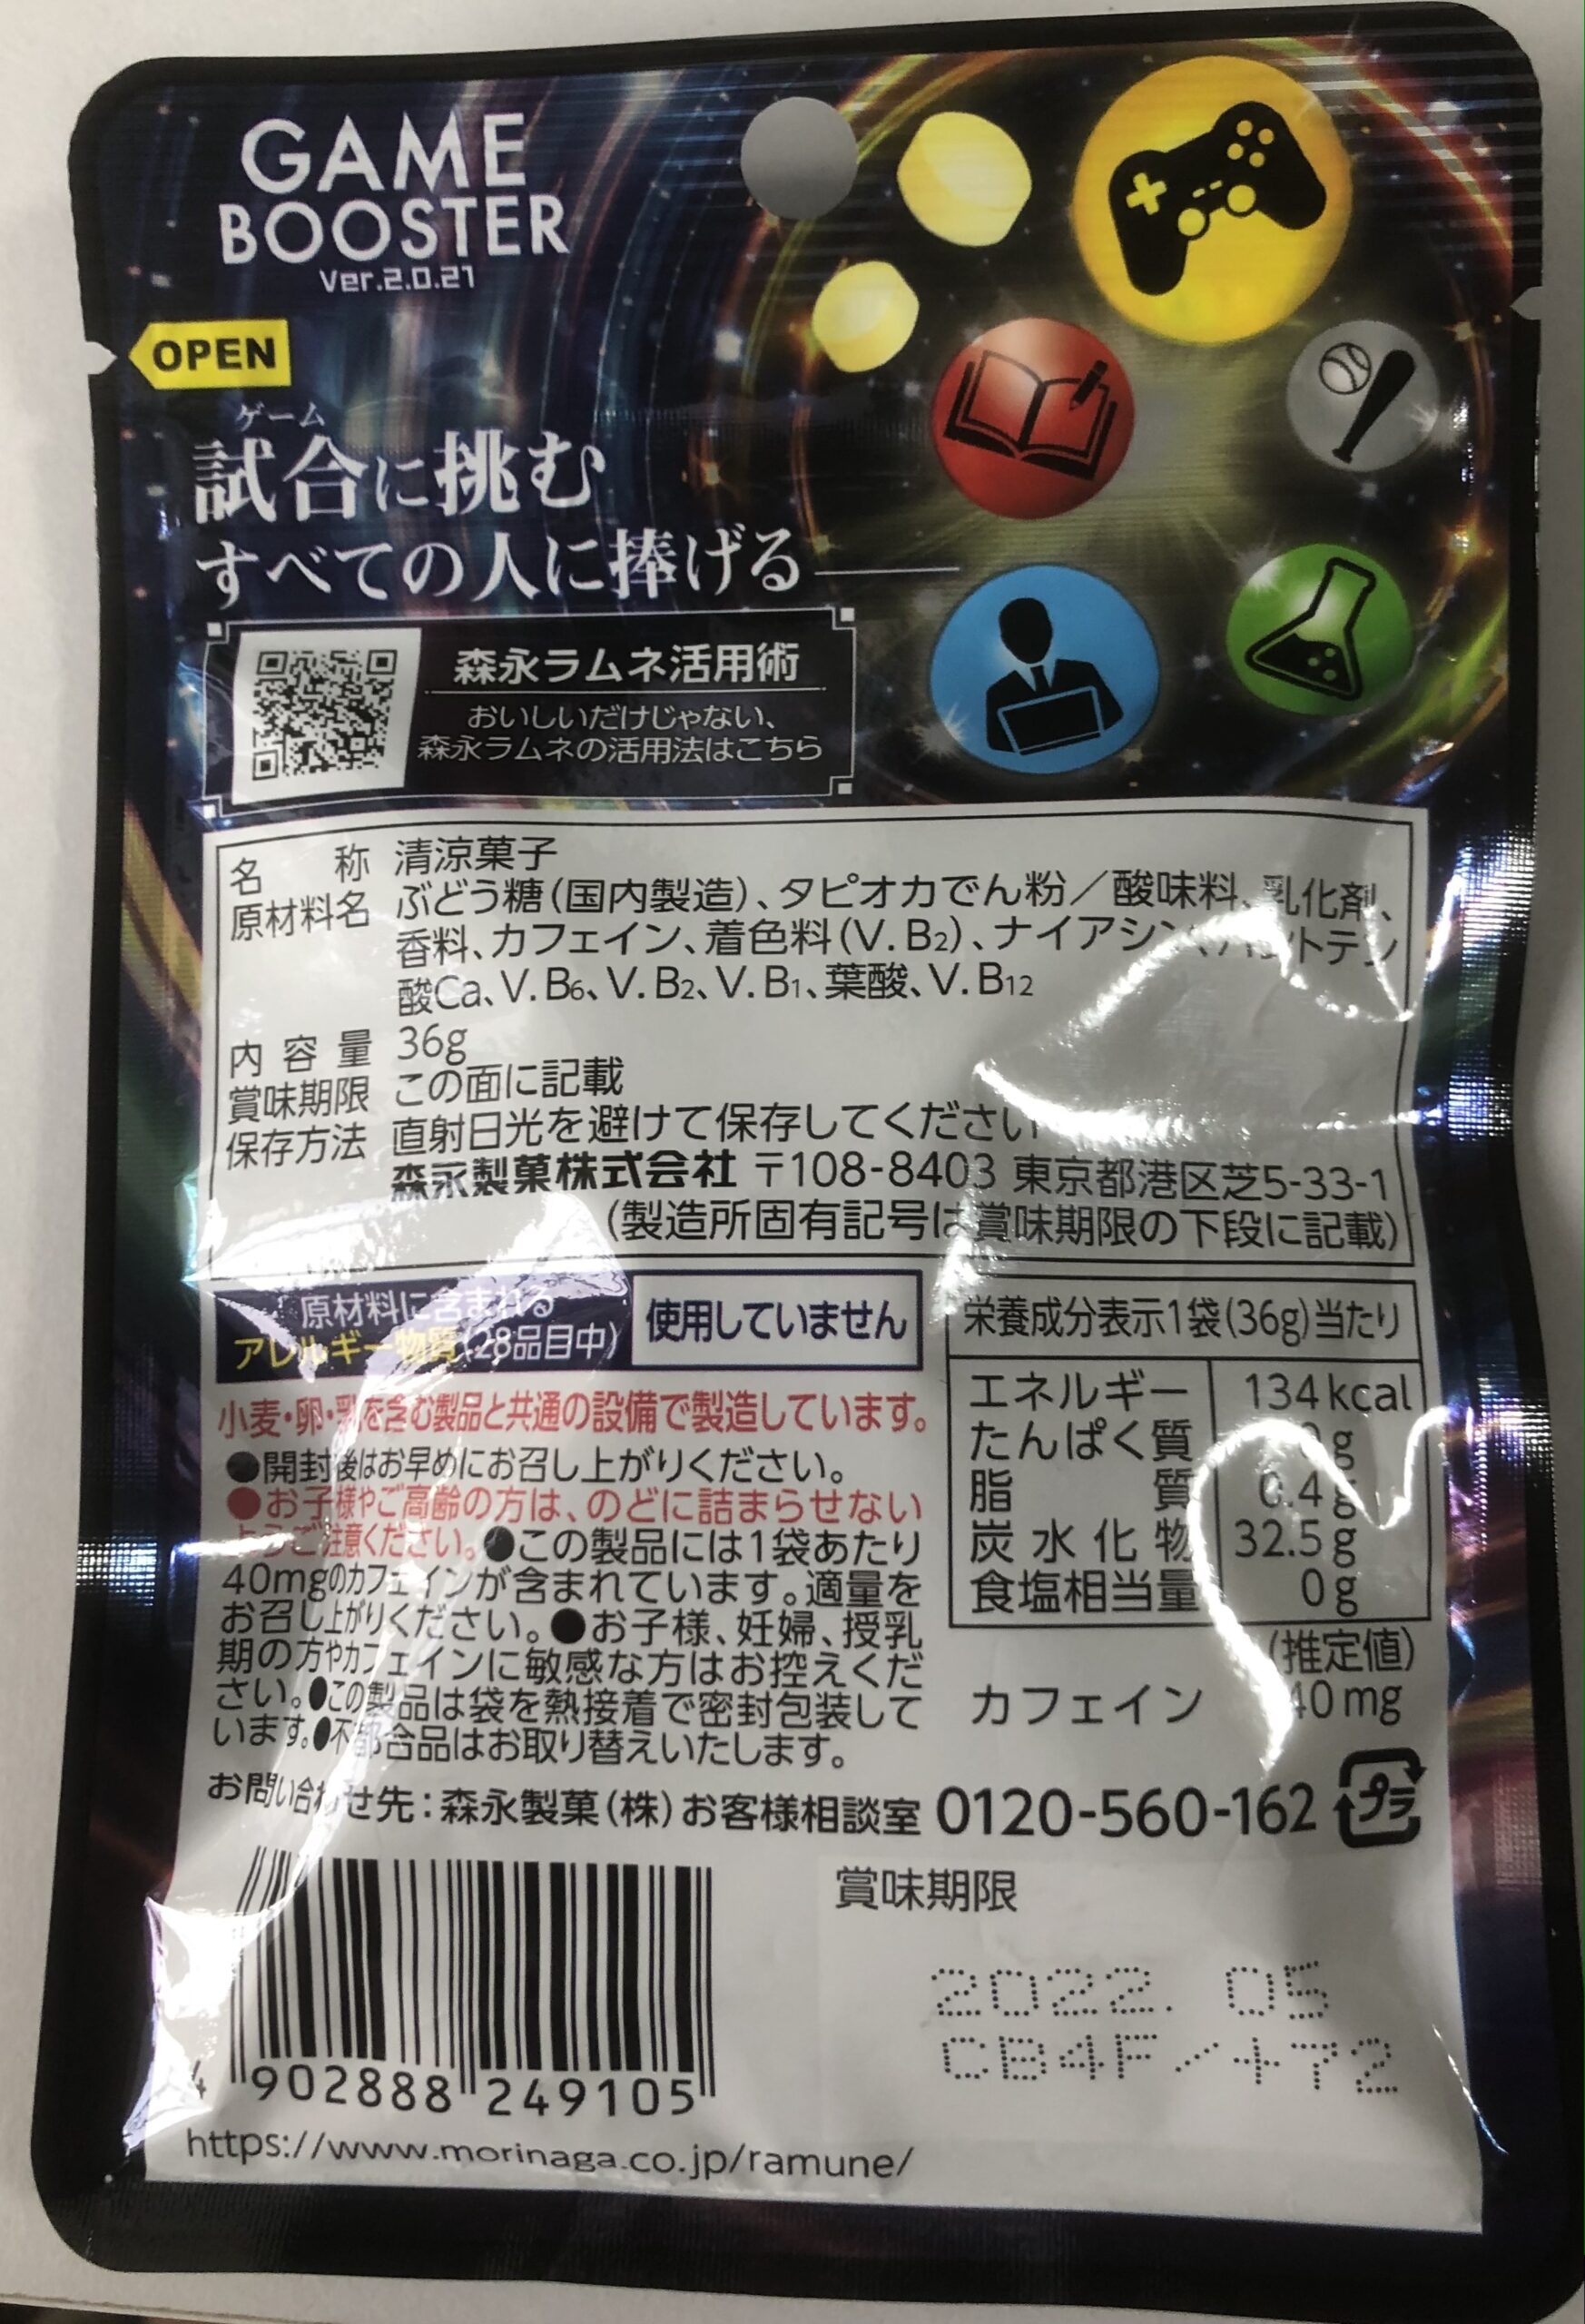 GAME
BOOSTER
Ver.2.0.21
OPEN
ゲーム
試合に挑む
すべての人に捧げる
森永ラムネ活用術
おいしいだけじゃない、
森永ラムネの活用法はこちら
名称 清涼菓子
原材料名 ぶどう糖(国内製造)、タピオカでん粉/酸味料、乳化剤、
香料、カフェイン、着色料(V.B2)、ナイアシン、パントテン
酸Ca、V.B6、V.B2、V.B1、葉酸、V.B12
内容量 36g
賞味期限 この面に記載
保存方法 直射日光を避けて保存してください
森永製菓株式会社 〒108-8403 東京都港区芝5-33-1
(製造所固有記号は賞味期限の下段に記載)
原材料に含まれる
アレルギー物質(28品目中)
使用していません
小麦・卵・乳を含む製品と共通の設備で製造しています。
●開封後はお早めにお召し上がりください。
●お子様やご高齢の方は、のどに詰まらせない
ようご注意ください。●この製品には1袋あたり
40mgのカフェインが含まれています。適量を
お召し上がりください。●お子様、妊婦、授乳
期の方やカフェインに敏感な方はお控えくだ
さい。●この製品は袋を熱接着で密封包装して
います。●不都合品はお取り替えいたします。
栄養成分表示1袋(36g)当たり
エネルギー 134kcal
たんぱく質 g
脂質 0.4g
炭水化物 32.5g
食塩相当量 0g
(推定値)
カフェイン 40mg
お問い合わせ先:森永製菓(株)お客様相談室 0120-560-162
プラ
賞味期限
2022.05
CB4F/+72
4 902888 249105
https://www.morinaga.co.jp/ramune/